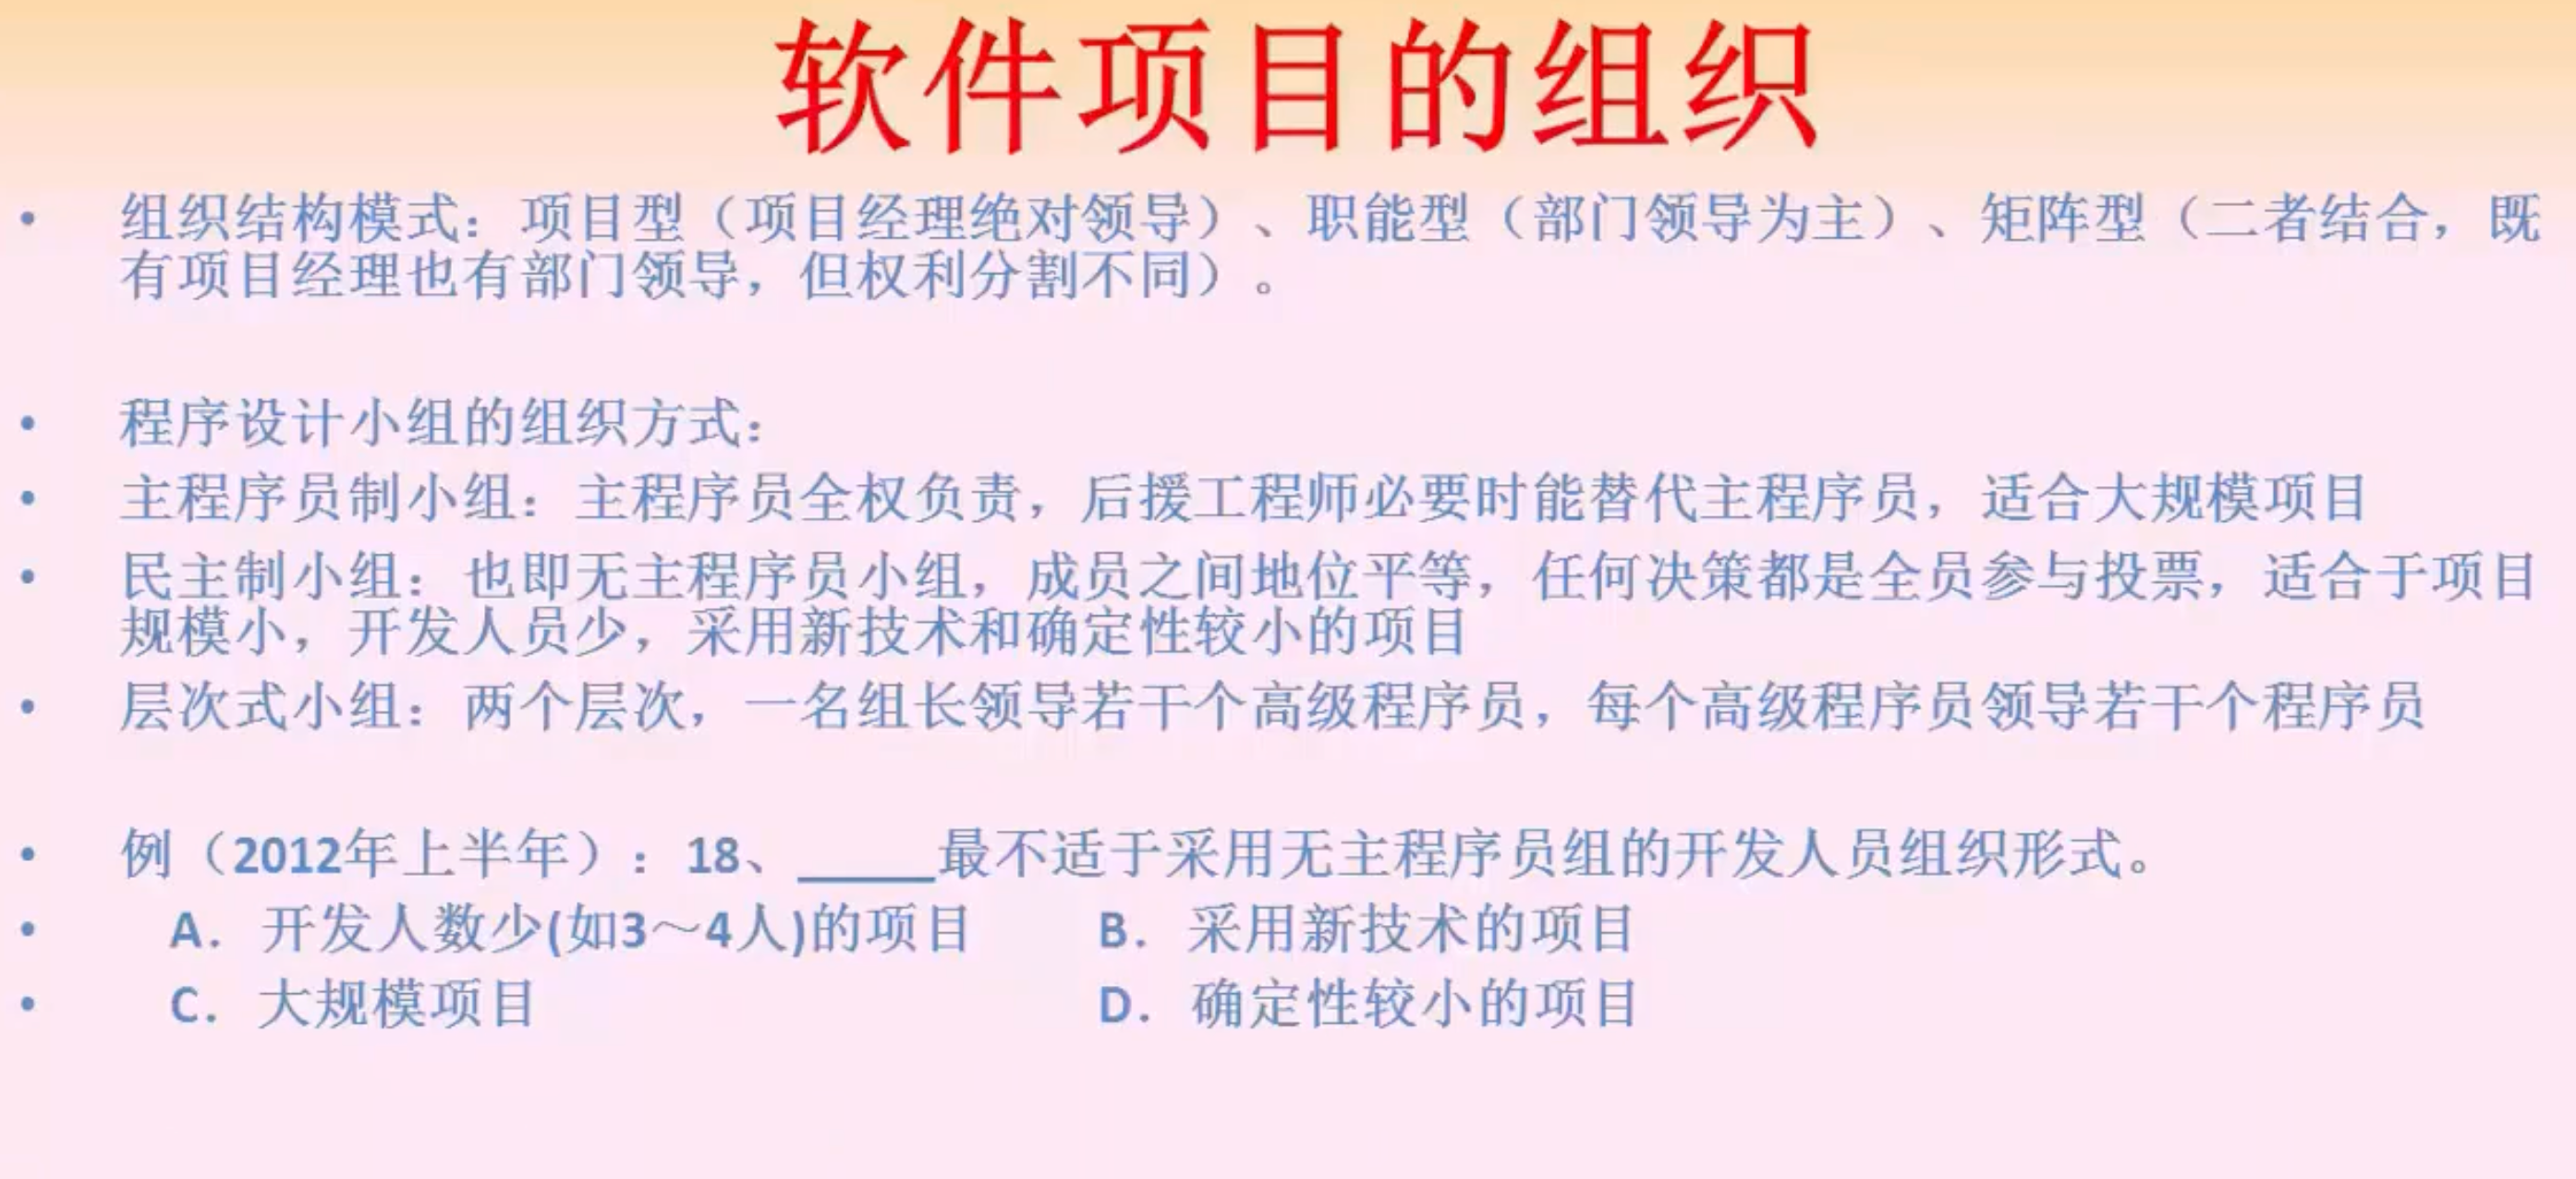 软件项目的组织
• 组织结构模式：项目型（项目经理绝对领导）、职能型（部门领导为主）、矩阵型（二者结合，既
有项目经理也有部门领导，但权利分割不同）。
• 程序设计小组的组织方式：
• 主程序员制小组：主程序员全权负责，后援工程师必要时能替代主程序员，适合大规模项目
• 民主制小组：也即无主程序员小组，成员之间地位平等，任何决策都是全员参与投票，适合于项目
规模小，开发人员少，采用新技术和确定性较小的项目
• 层次式小组：两个层次，一名组长领导若干个高级程序员，每个高级程序员领导若干个程序员
• 例（2012年上半年）：18、_____最不适于采用无主程序员组的开发人员组织形式。
• A．开发人数少(如3～4人)的项目 B．采用新技术的项目
• C．大规模项目 D．确定性较小的项目